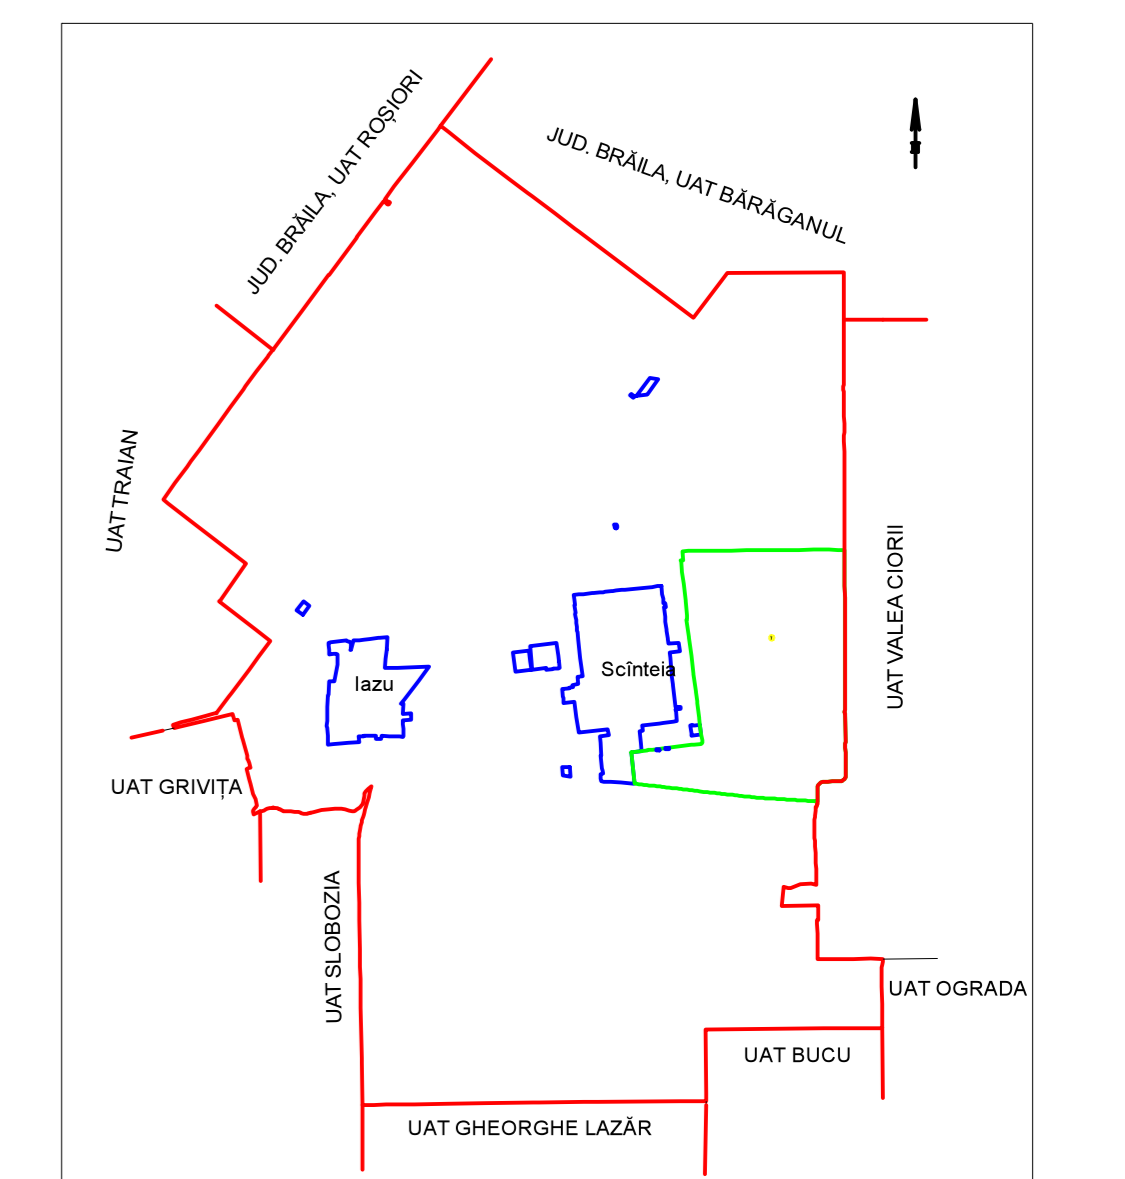 JUD. BRĂILA, UAT ROȘIORI
JUD. BRĂILA, UAT BĂRĂGANUL
UAT TRAIAN
UAT VALEA CIORII
1
Scînteia
Iazu
UAT GRIVIȚA
UAT SLOBOZIA
UAT OGRADA
UAT BUCU
UAT GHEORGHE LAZĂR